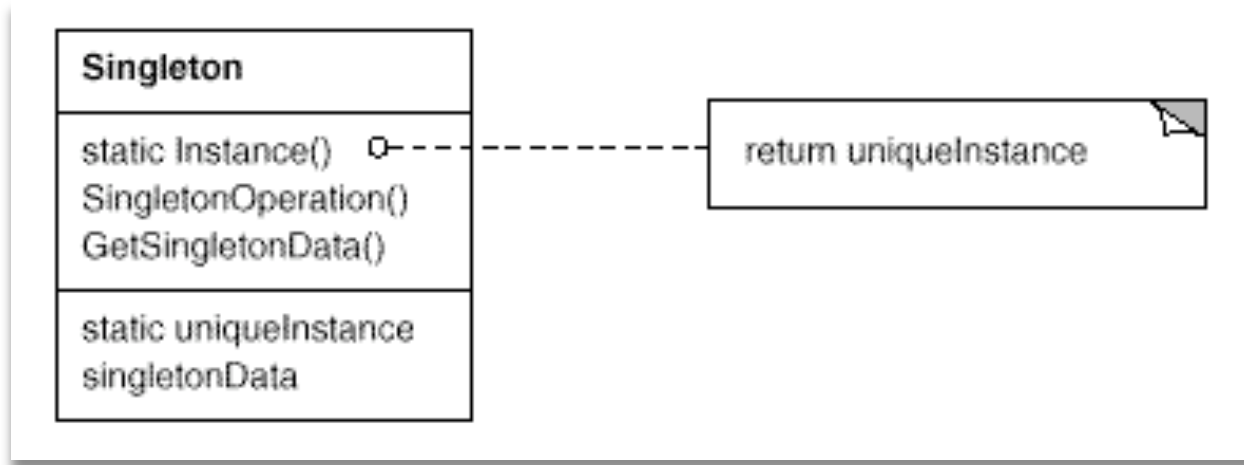 Singleton
static Instance()
return uniqueInstance
SingletonOperation()
GetSingletonData()
static uniqueInstance
singletonData